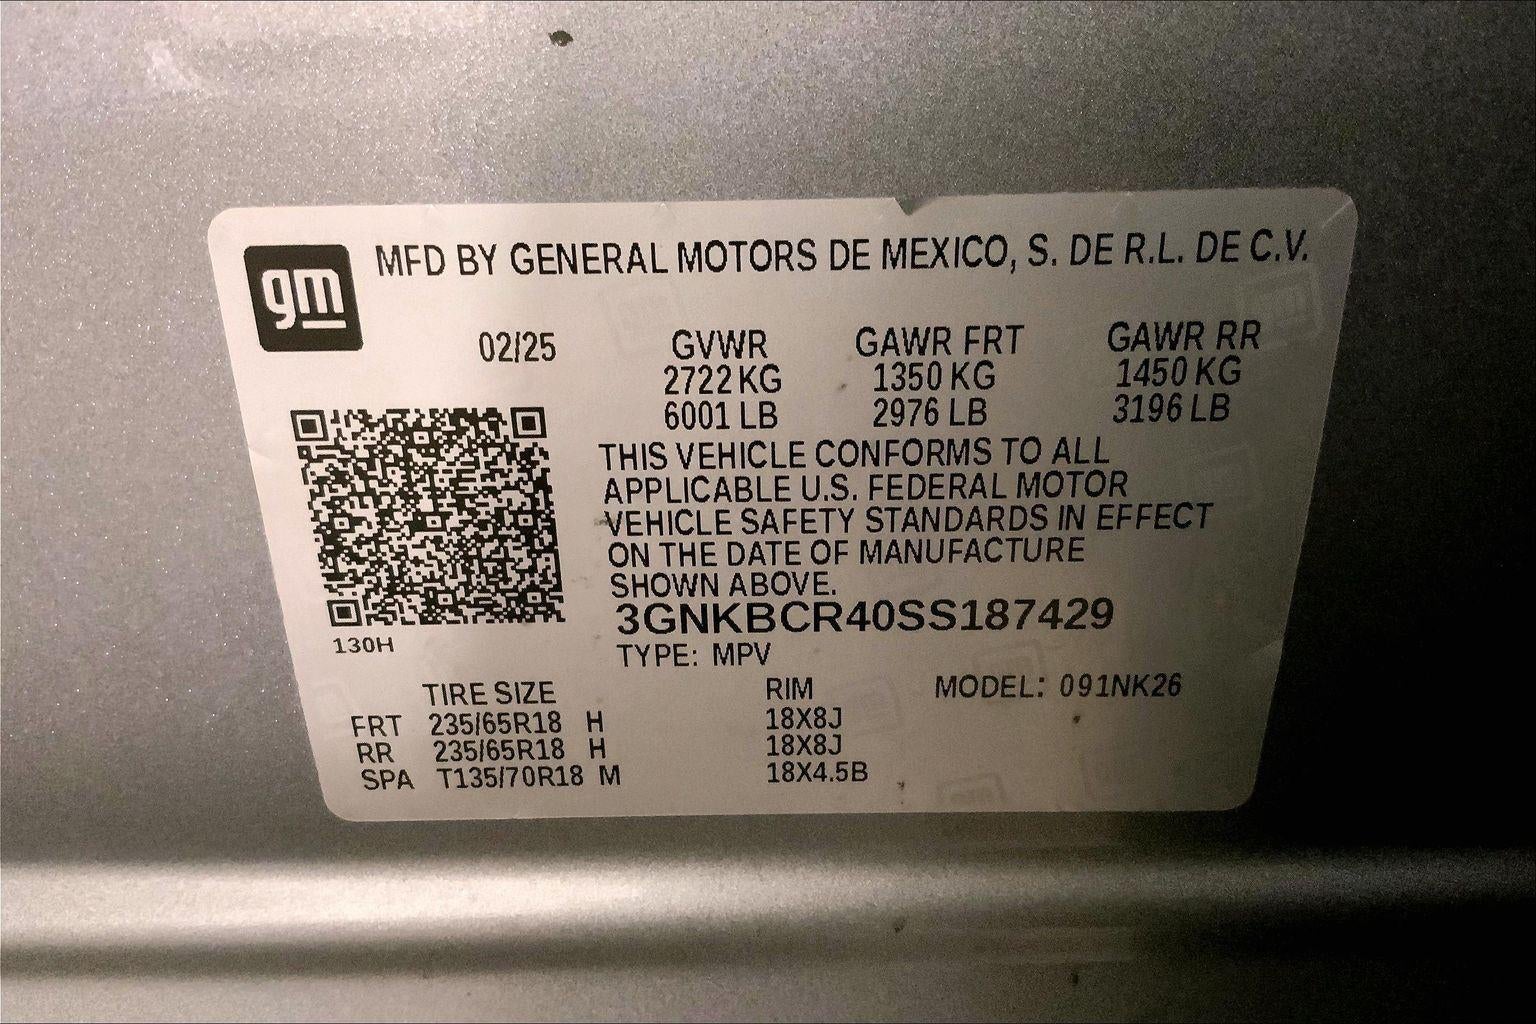 gm MFD BY GENERAL MOTORS DE MEXICO, S. DE R.L. DE C.V.
02/25 GVWR GAWR FRT GAWR RR
2722 KG 1350 KG 1450 KG
6001 LB 2976 LB 3196 LB
THIS VEHICLE CONFORMS TO ALL
APPLICABLE U.S. FEDERAL MOTOR
VEHICLE SAFETY STANDARDS IN EFFECT
ON THE DATE OF MANUFACTURE
SHOWN ABOVE.
3GNKBCR40SS187429
130H
TYPE: MPV
TIRE SIZE RIM MODEL: 091NK26
FRT 235/65R18 H 18X8J
RR 235/65R18 H 18X8J
SPA T135/70R18 M 18X4.5B